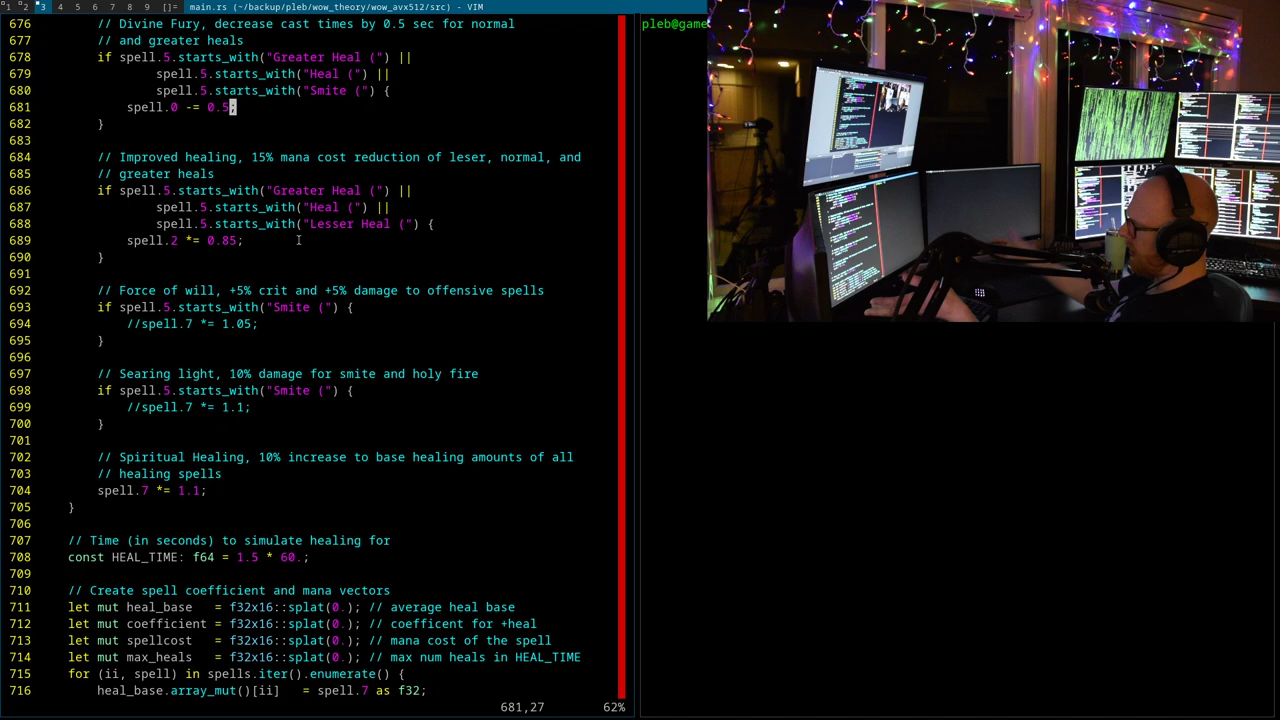 1 2 3 4 5 6 7 8 9 []= main.rs (~/backup/pleb/wow_theory/wow_avx512/src) - VIM
676 // Divine Fury, decrease cast times by 0.5 sec for normal
677 // and greater heals
678 if spell.5.starts_with("Greater Heal (") ||
679 spell.5.starts_with("Heal (") ||
680 spell.5.starts_with("Smite (") {
681 spell.0 -= 0.5;
682 }
683
684 // Improved healing, 15% mana cost reduction of leser, normal, and
685 // greater heals
686 if spell.5.starts_with("Greater Heal (") ||
687 spell.5.starts_with("Heal (") ||
688 spell.5.starts_with("Lesser Heal (") {
689 spell.2 *= 0.85;
690 }
691
692 // Force of will, +5% crit and +5% damage to offensive spells
693 if spell.5.starts_with("Smite (") {
694 //spell.7 *= 1.05;
695 }
696
697 // Searing light, 10% damage for smite and holy fire
698 if spell.5.starts_with("Smite (") {
699 //spell.7 *= 1.1;
700 }
701
702 // Spiritual Healing, 10% increase to base healing amounts of all
703 // healing spells
704 spell.7 *= 1.1;
705 }
706
707 // Time (in seconds) to simulate healing for
708 const HEAL_TIME: f64 = 1.5 * 60.;
709
710 // Create spell coefficient and mana vectors
711 let mut heal_base = f32x16::splat(0.); // average heal base
712 let mut coefficient = f32x16::splat(0.); // coefficent for +heal
713 let mut spellcost = f32x16::splat(0.); // mana cost of the spell
714 let mut max_heals = f32x16::splat(0.); // max num heals in HEAL_TIME
715 for (ii, spell) in spells.iter().enumerate() {
716 heal_base.array_mut()[ii] = spell.7 as f32;
681,27 62%
pleb@game